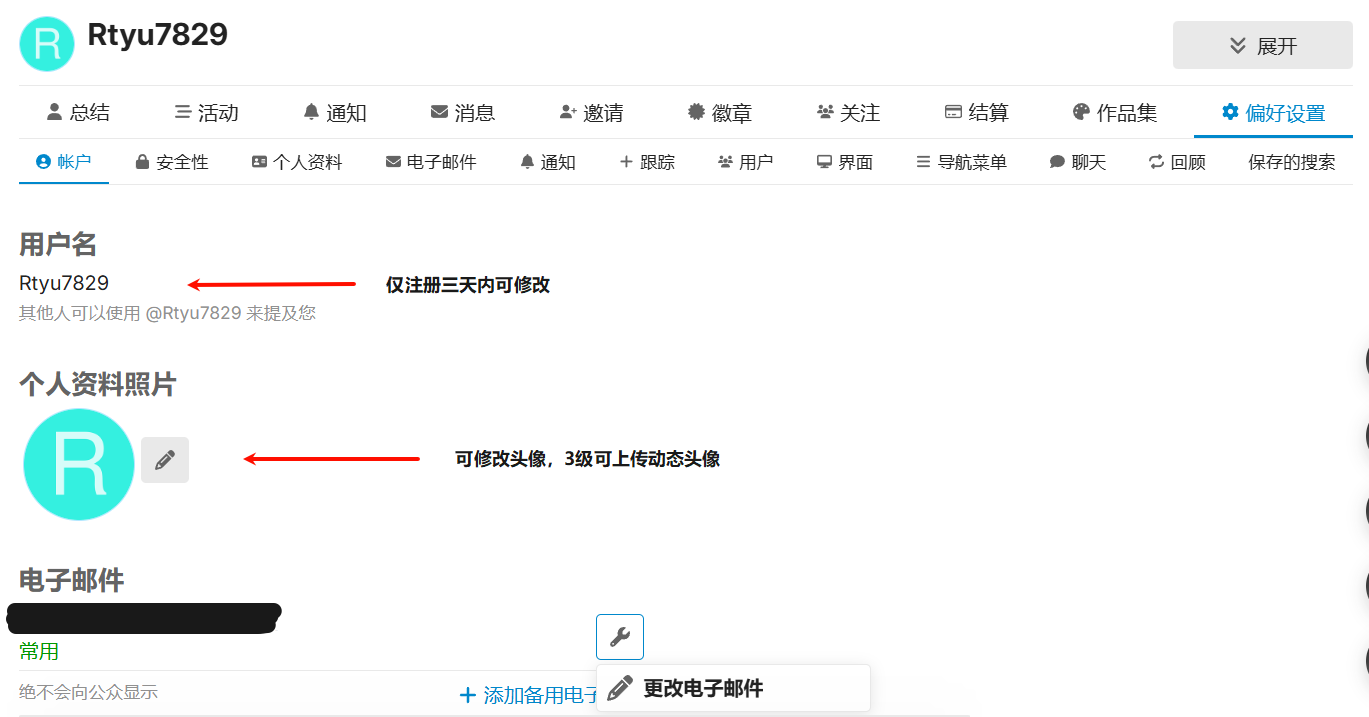 R
Rtyu7829
展开
总结 活动 通知 消息 邀请 徽章 关注 结算 作品集 偏好设置
帐户 安全性 个人资料 电子邮件 通知 跟踪 用户 界面 导航菜单 聊天 回顾 保存的搜索
用户名
Rtyu7829 仅注册三天内可修改
其他人可以使用 @Rtyu7829 来提及您
个人资料照片
R
可修改头像，3级可上传动态头像
电子邮件
常用
绝不会向公众显示 + 添加备用电子 更改电子邮件